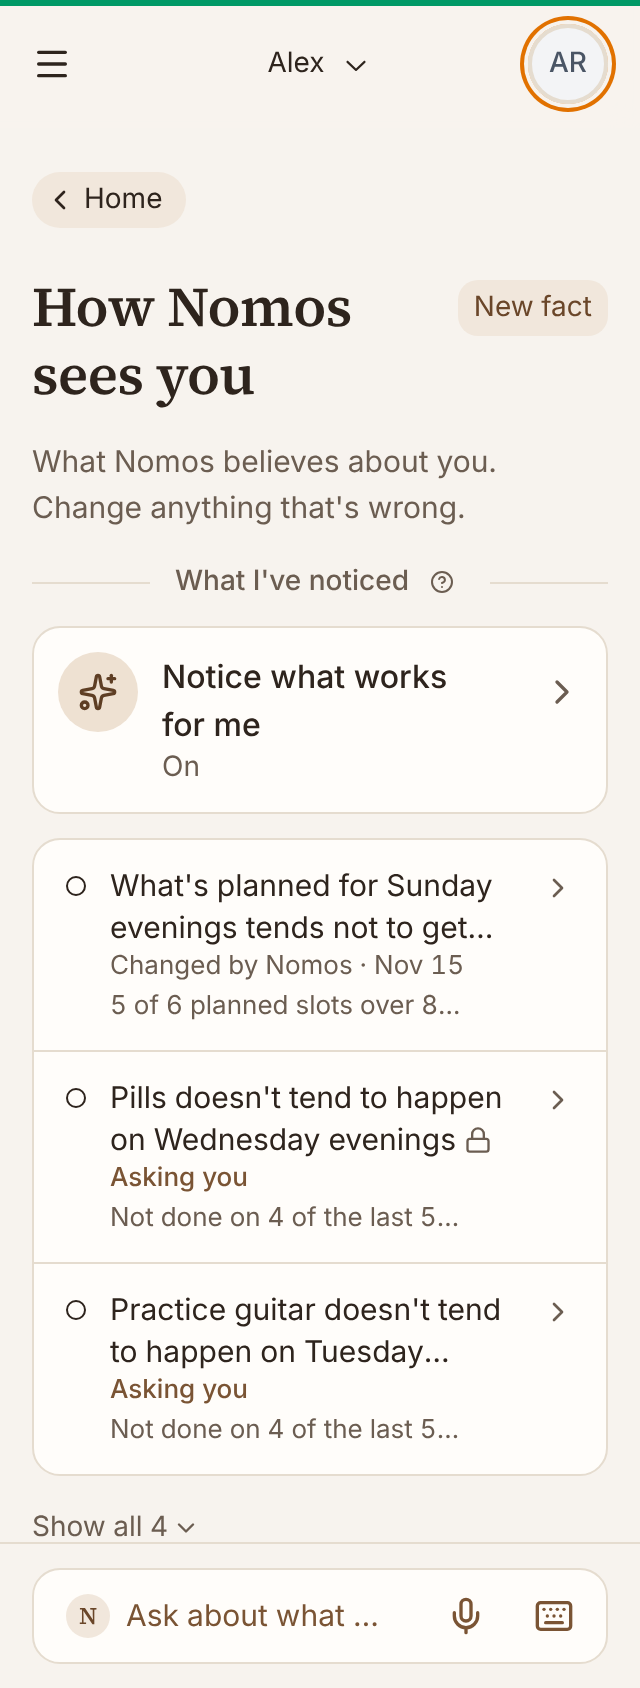 Alex
AR
Home
How Nomos
sees you
New fact
What Nomos believes about you.
Change anything that's wrong.
What I've noticed
Notice what works
for me
On
What's planned for Sunday
evenings tends not to get...
Changed by Nomos · Nov 15
5 of 6 planned slots over 8...
Pills doesn't tend to happen
on Wednesday evenings
Asking you
Not done on 4 of the last 5...
Practice guitar doesn't tend
to happen on Tuesday...
Asking you
Not done on 4 of the last 5...
Show all 4
N
Ask about what ...